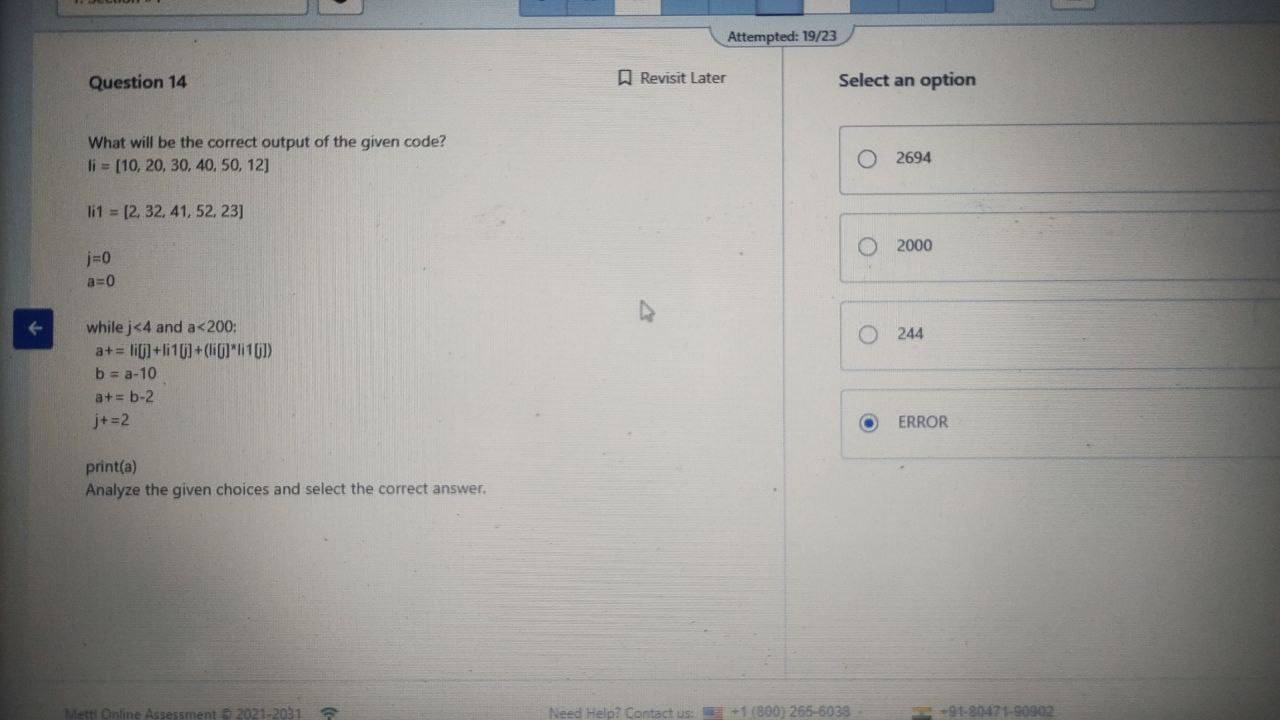 Attempted: 19/23
Question 14
Revisit Later
Select an option
What will be the correct output of the given code?
li = [10, 20, 30, 40, 50, 12]
li1 = [2, 32, 41, 52, 23]
j=0
a=0
while j<4 and a<200:
a+= li[j]+li1[j]+(li[j]*li1[j])
b = a-10
a+= b-2
j+=2
print(a)
Analyze the given choices and select the correct answer.
2694
2000
244
ERROR
Mettl Online Assessment © 2021-2031
Need Help? Contact us:
+1 (800) 265-6038
+91-80471-90902